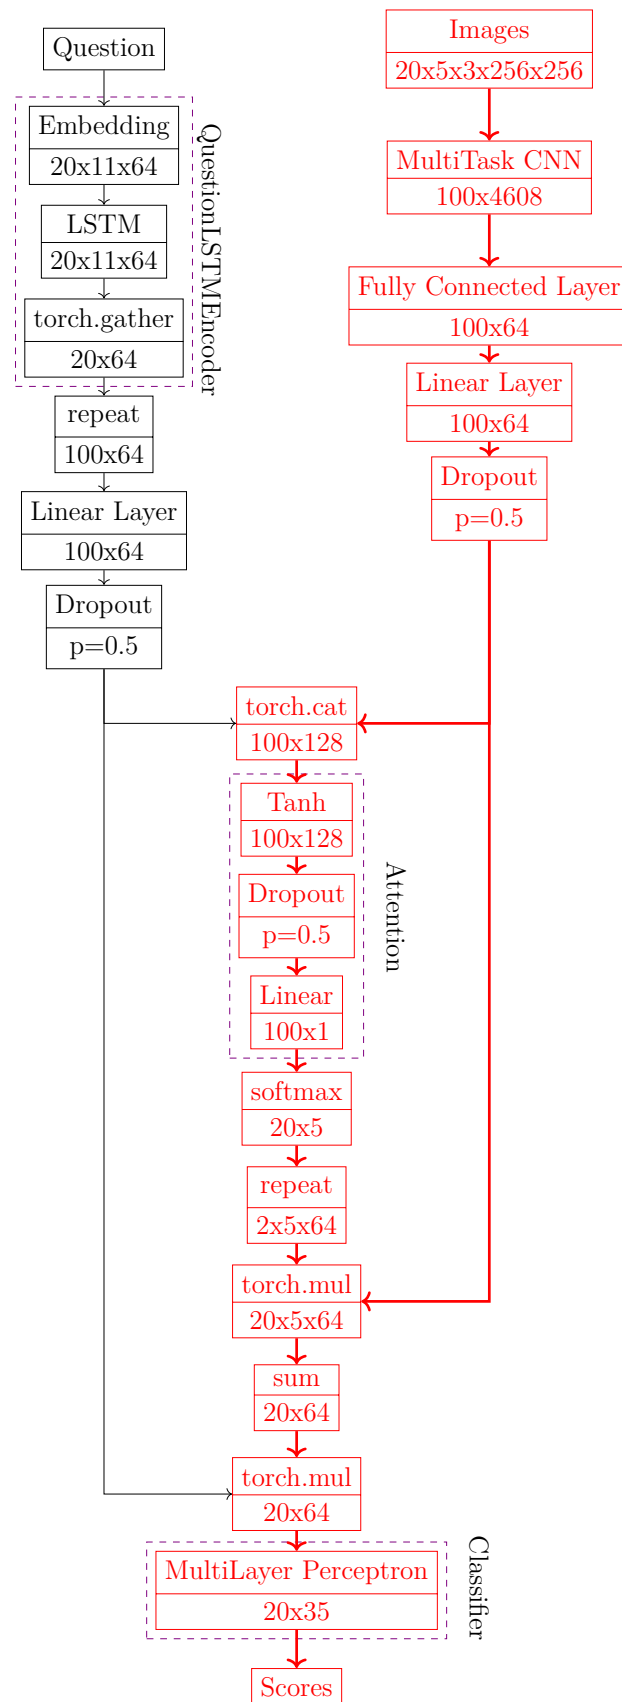 Question
Embedding
20x11x64
LSTM
20x11x64
torch.gather
20x64
QuestionLSTMEncoder
repeat
100x64
Linear Layer
100x64
Dropout
p=0.5
Images
20x5x3x256x256
MultiTask CNN
100x4608
Fully Connected Layer
100x64
Linear Layer
100x64
Dropout
p=0.5
torch.cat
100x128
Tanh
100x128
Dropout
p=0.5
Linear
100x1
Attention
softmax
20x5
repeat
2x5x64
torch.mul
20x5x64
sum
20x64
torch.mul
20x64
MultiLayer Perceptron
20x35
Classifier
Scores